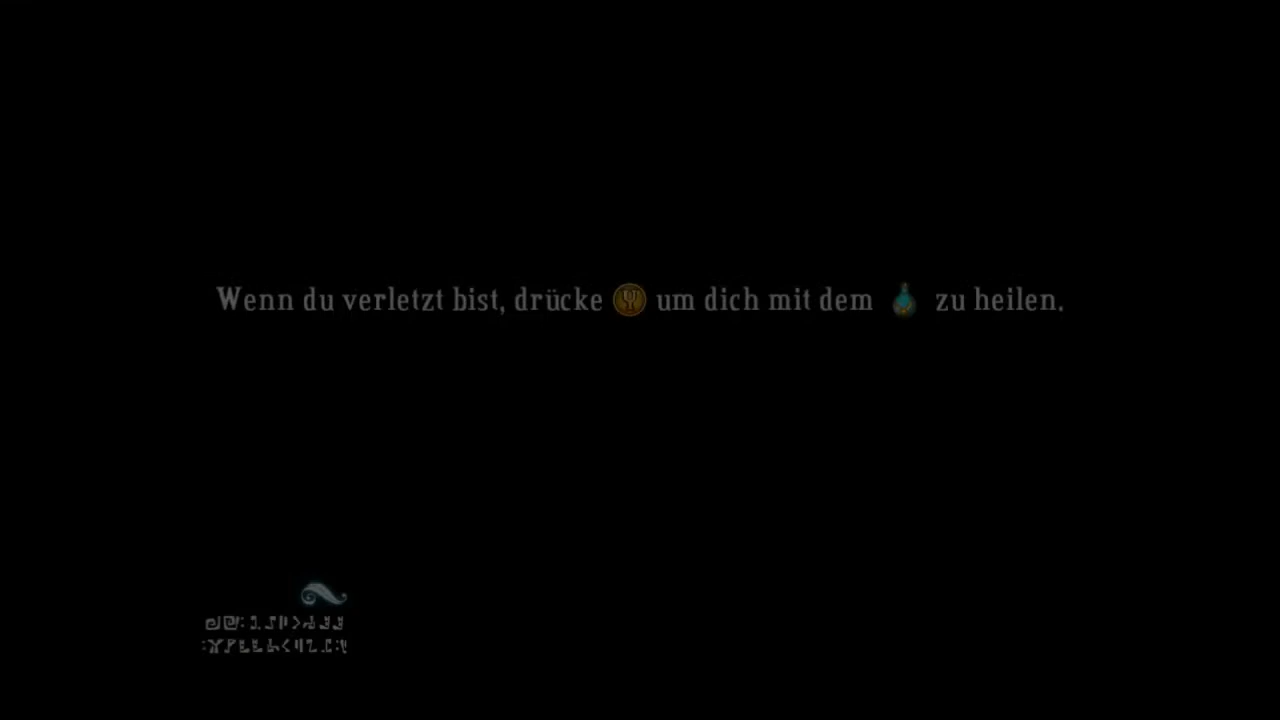 Wenn du verletzt bist, drücke Y um dich mit dem zu heilen.